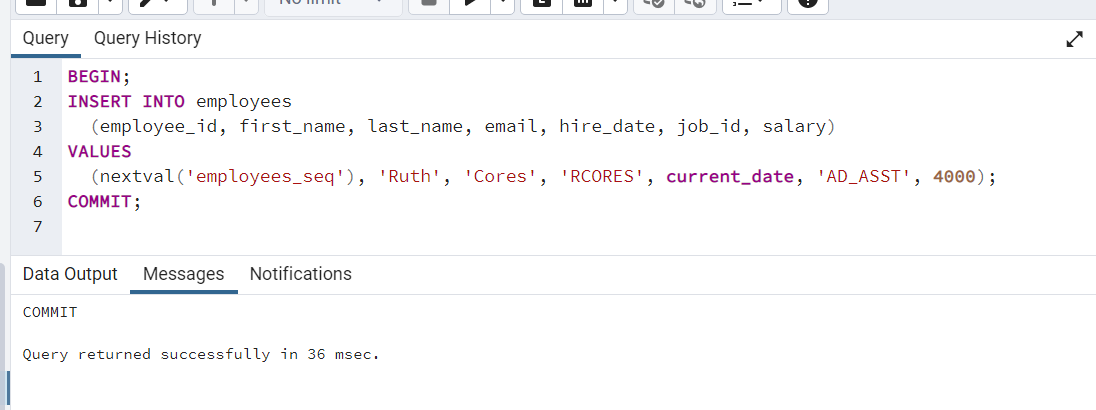 No limit
Query Query History
1 BEGIN;
2 INSERT INTO employees
3 (employee_id, first_name, last_name, email, hire_date, job_id, salary)
4 VALUES
5 (nextval('employees_seq'), 'Ruth', 'Cores', 'RCORES', current_date, 'AD_ASST', 4000);
6 COMMIT;
7
Data Output Messages Notifications
COMMIT
Query returned successfully in 36 msec.